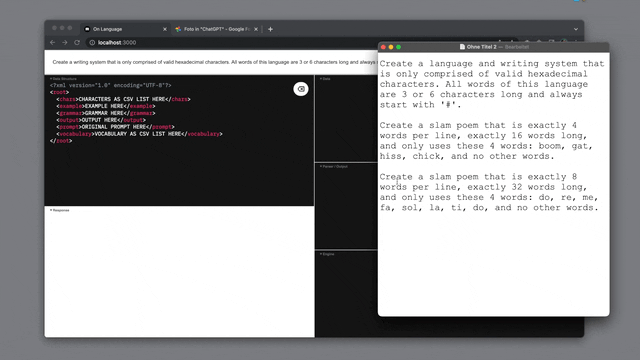 On Language
Foto in "ChatGPT" - Google F
localhost:3000
Create a writing system that is only comprised of valid hexadecimal characters. All words of this language are 3 or 6 characters long and always
Data Structure
<?xml version="1.0" encoding="UTF-8"?>
<root>
<chars>CHARACTERS AS CSV LIST HERE</chars>
<example>EXAMPLE HERE</example>
<grammar>GRAMMAR HERE</grammar>
<output>OUTPUT HERE</output>
<prompt>ORIGINAL PROMPT HERE</prompt>
<vocabulary>VOCABULARY AS CSV LIST HERE</vocabulary>
</root>
Response
Parsed Output
Engine
Ohne Titel 2 — Bearbeitet
Create a language and writing system that
is only comprised of valid hexadecimal
characters. All words of this language
are 3 or 6 characters long and always
start with '#'.
Create a slam poem that is exactly 4
words per line, exactly 16 words long,
and only uses these 4 words: boom, gat,
hiss, chick, and no other words.
Create a slam poem that is exactly 8
words per line, exactly 32 words long,
and only uses these 4 words: do, re, me,
fa, sol, la, ti, do, and no other words.